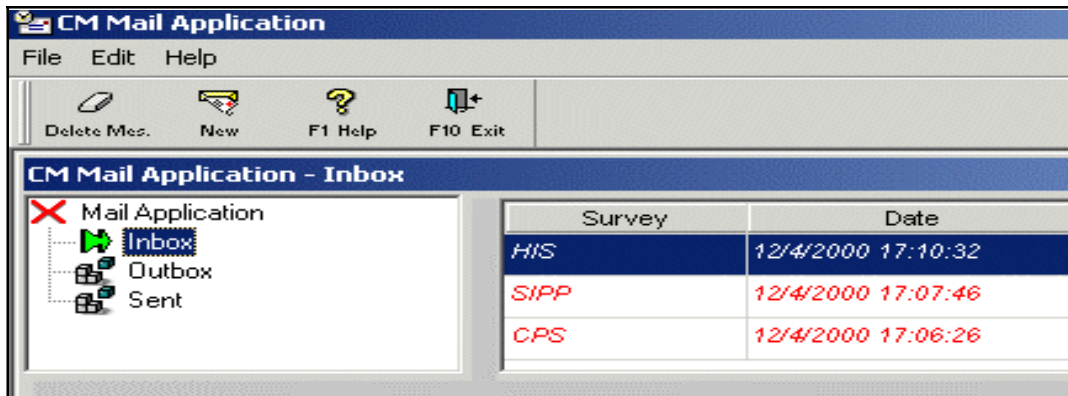 CM Mail Application
File Edit Help
Delete Mes. New F1 Help F10 Exit
CM Mail Application - Inbox
Mail Application
Inbox
Outbox
Sent
Survey Date
HIS 12/4/2000 17:10:32
SIPP 12/4/2000 17:07:46
CPS 12/4/2000 17:06:26